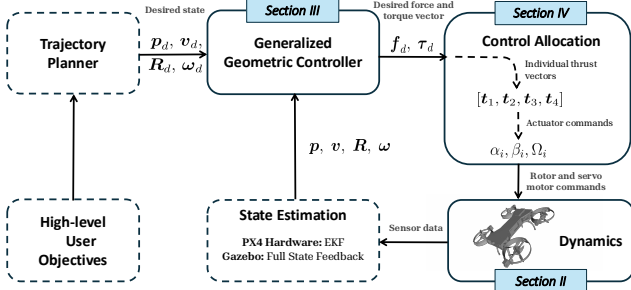 Desired state
Section III
Desired force and
torque vector
Section IV
Trajectory
Planner
p_d, v_d,
R_d, ω_d
Generalized
Geometric Controller
f_d, τ_d
Control Allocation
Individual thrust
vectors
[t_1, t_2, t_3, t_4]
Actuator commands
α_i, β_i, Ω_i
p, v, R, ω
Rotor and servo
motor commands
High-level
User
Objectives
State Estimation
PX4 Hardware: EKF
Gazebo: Full State Feedback
Sensor data
Dynamics
Section II